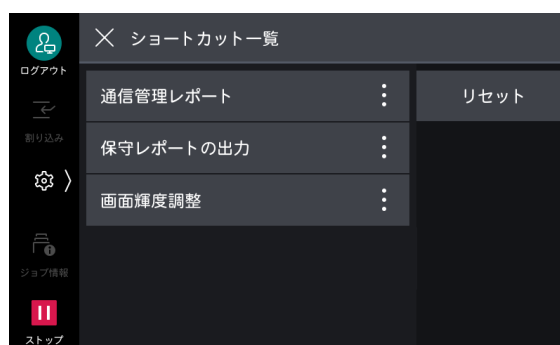 ショートカット一覧
ログアウト
通信管理レポート
リセット
割り込み
保守レポートの出力
画面輝度調整
ジョブ情報
ストップ